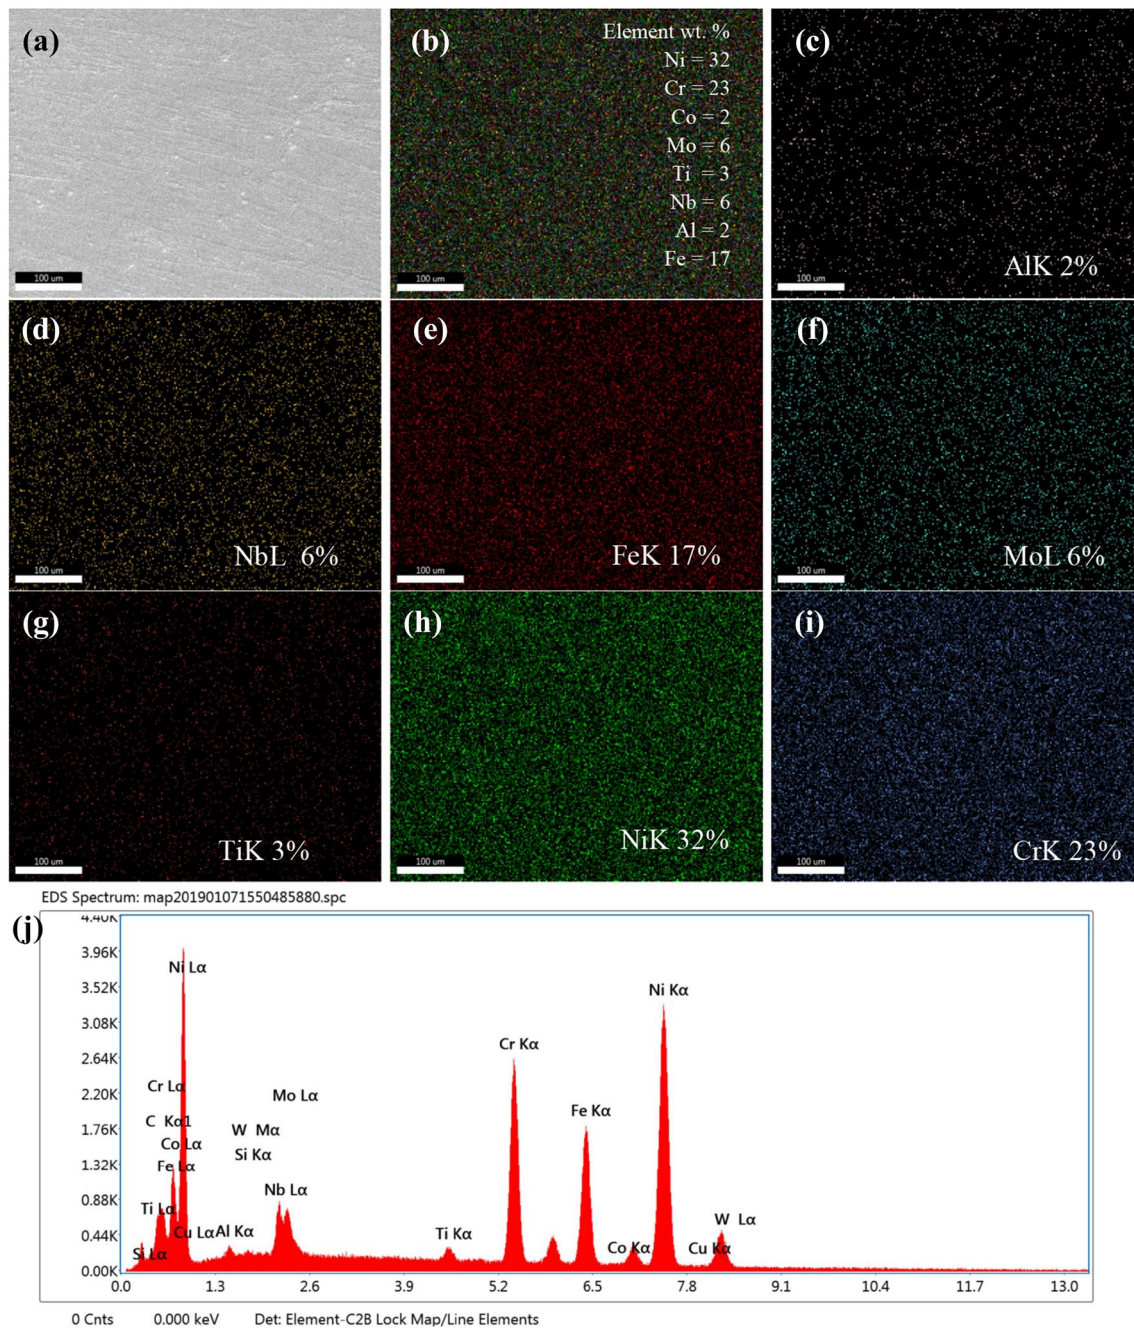 (a)
100 um
(b)
Element wt. %
Ni = 32
Cr = 23
Co = 2
Mo = 6
Ti = 3
Nb = 6
Al = 2
Fe = 17
100 um
(c)
AlK 2%
100 um
(d)
NbL 6%
100 um
(e)
FeK 17%
100 um
(f)
MoL 6%
100 um
(g)
TiK 3%
100 um
(h)
NiK 32%
100 um
(i)
CrK 23%
100 um
EDS Spectrum: map201901071550485880.spc
(j)
4.40K
3.96K
3.52K
3.08K
2.64K
2.20K
1.76K
1.32K
0.88K
0.44K
0.00K
Ni Lα
Cr Lα
C Kα1
Co Lα
Fe Lα
Ti Lα
Cu Lα
Si Lα
Al Kα
W Mα
Si Kα
Mo Lα
Nb Lα
Ti Kα
Cr Kα
Fe Kα
Co Kα
Ni Kα
Cu Kα
W Lα
0.0 1.3 2.6 3.9 5.2 6.5 7.8 9.1 10.4 11.7 13.0
0 Cnts 0.000 keV Det: Element-C2B Lock Map/Line Elements